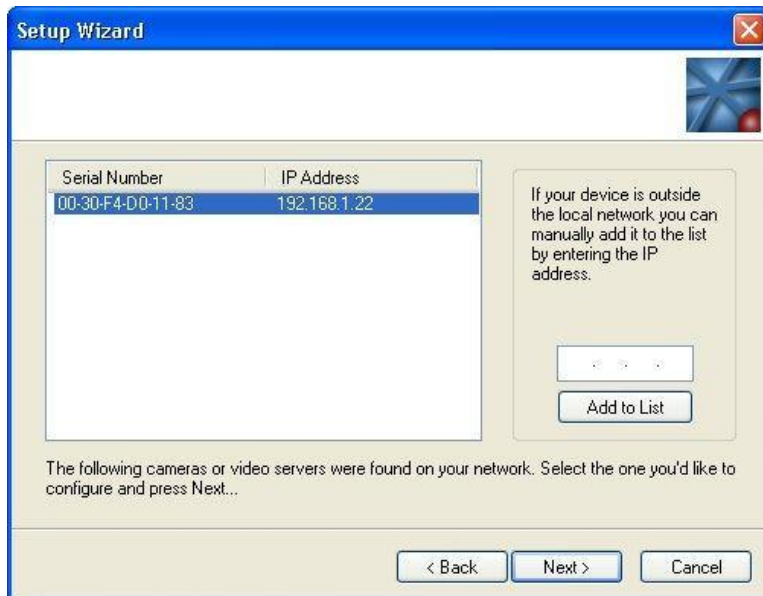 Setup Wizard
Serial Number IP Address
00-30-F4-D0-11-83 192.168.1.22
If your device is outside
the local network you can
manually add it to the list
by entering the IP
address.
. . .
Add to List
The following cameras or video servers were found on your network. Select the one you'd like to
configure and press Next...
< Back Next > Cancel